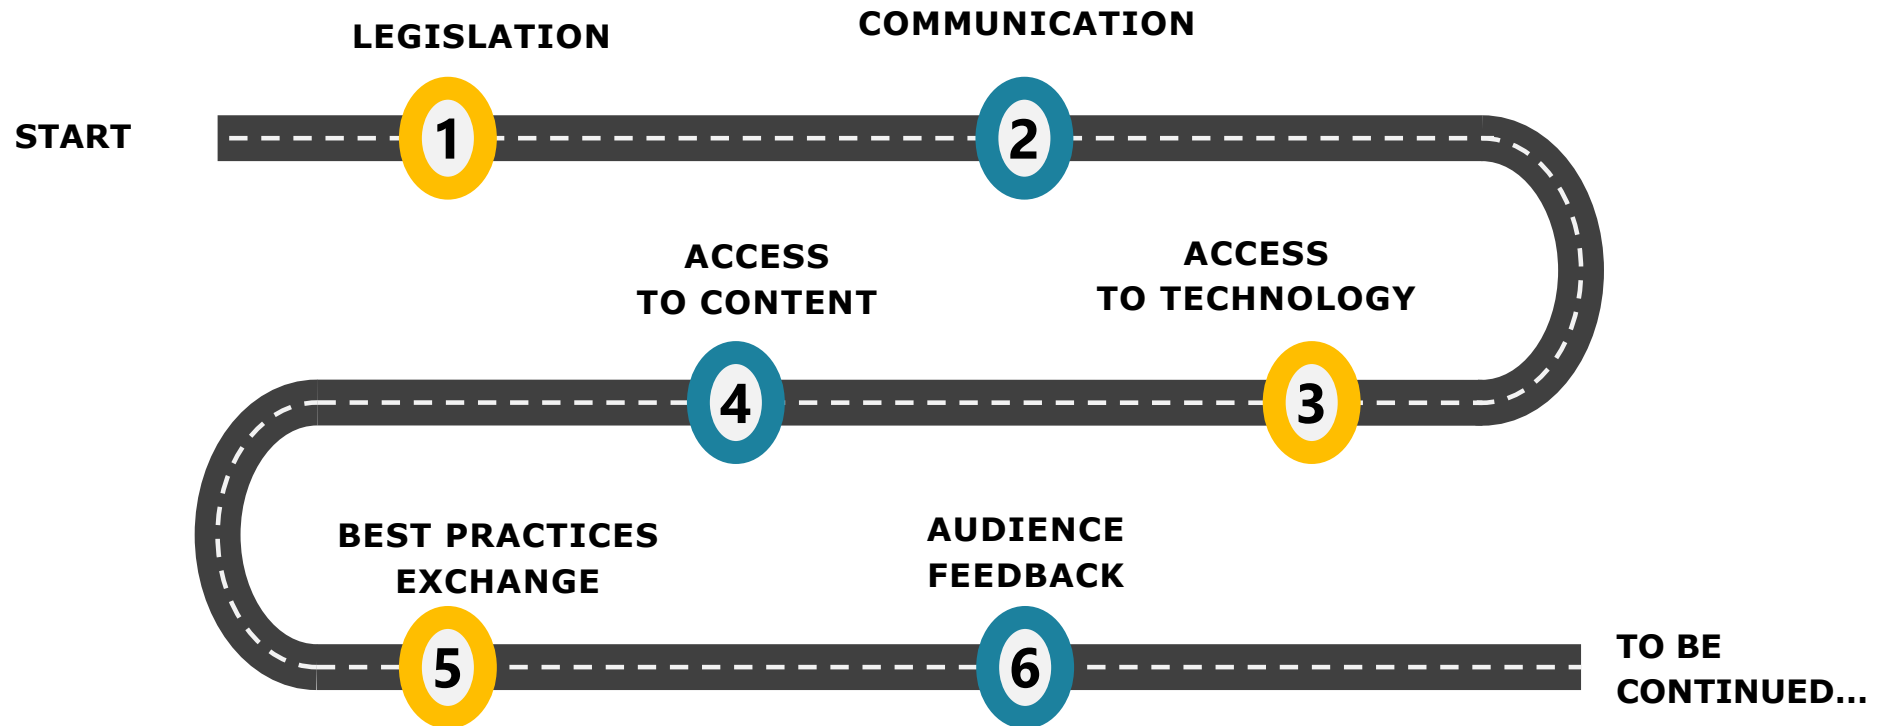 LEGISLATION
COMMUNICATION
START
1
2
ACCESS
TO CONTENT
ACCESS
TO TECHNOLOGY
4
3
BEST PRACTICES
EXCHANGE
AUDIENCE
FEEDBACK
5
6
TO BE
CONTINUED...